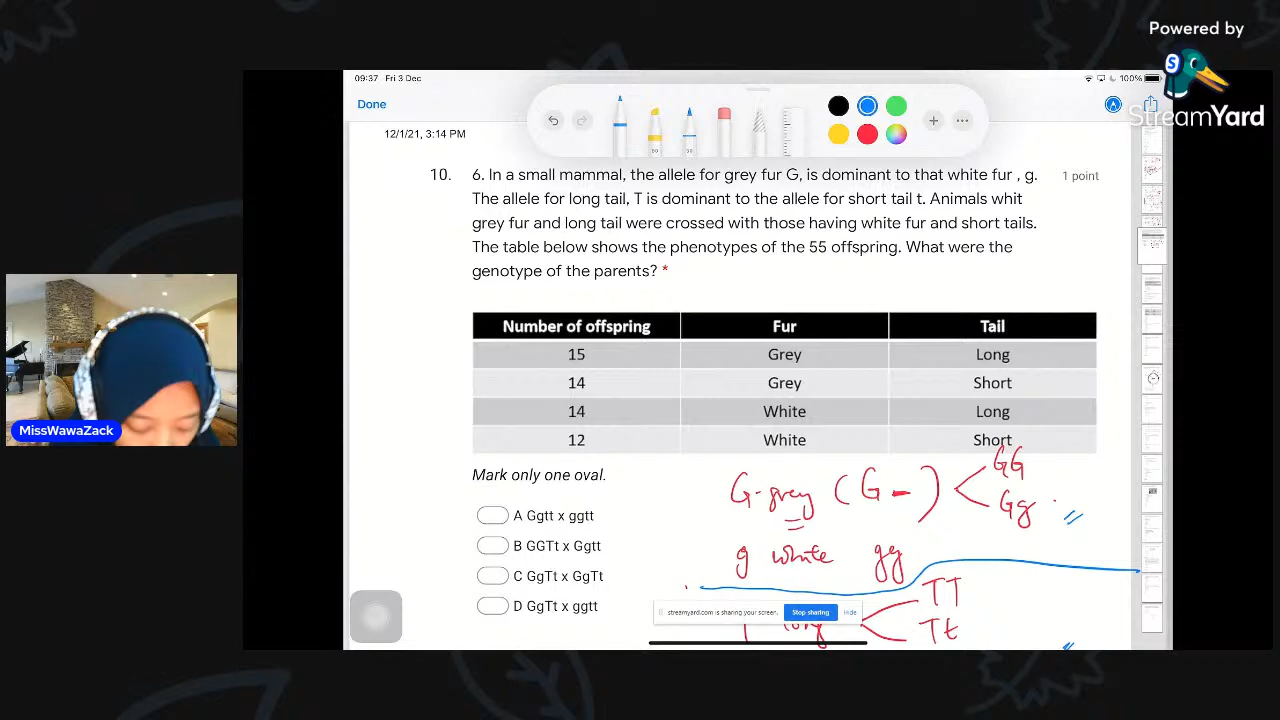 Powered by
StreamYard
09:37 Fri 3 Dec
100%
Done
12/1/21, 3:14 PM
10. 6. In a small mammal, the allele for grey fur G, is dominant to that white fur , g. 1 point
The allele for long tail, T is dominant to the allele for short tail t. Animals whit
grey fur and long tail were crossed with those having white fur and short tails.
The table below shows the phenotypes of the 55 offspring. What were the
genotype of the parents? *
Number of offspring Fur Tail
15 Grey Long
14 Grey Short
14 White Long
12 White Short
Mark only one oval.
G-grey (G-) GG
Gg
A Ggtt x ggtt
B GGTt x Ggtt
g white gg
C GgTt x GgTt
D GgTt x ggtt
TT
streamyard.com is sharing your screen. Stop sharing Hide
long
Tt
MissWawaZack